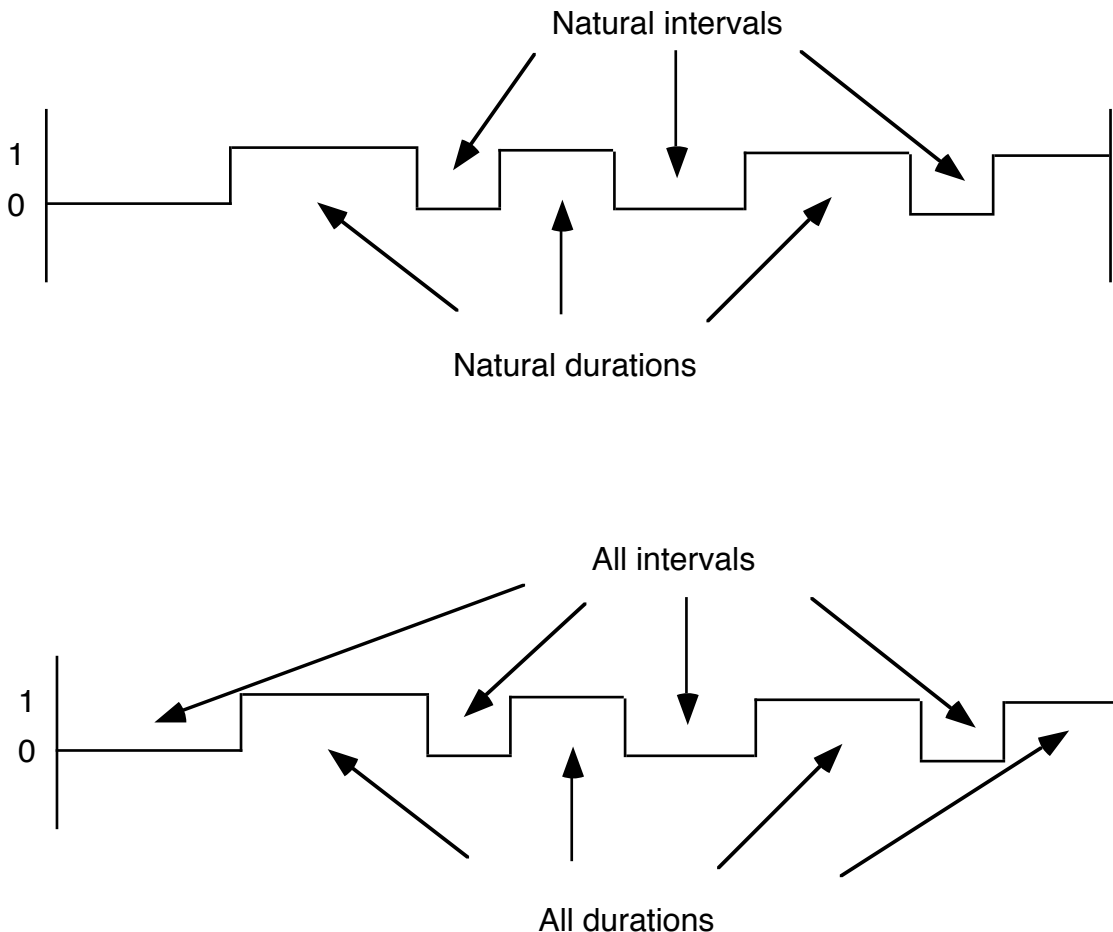 Natural intervals
1
0
Natural durations
All intervals
1
0
All durations